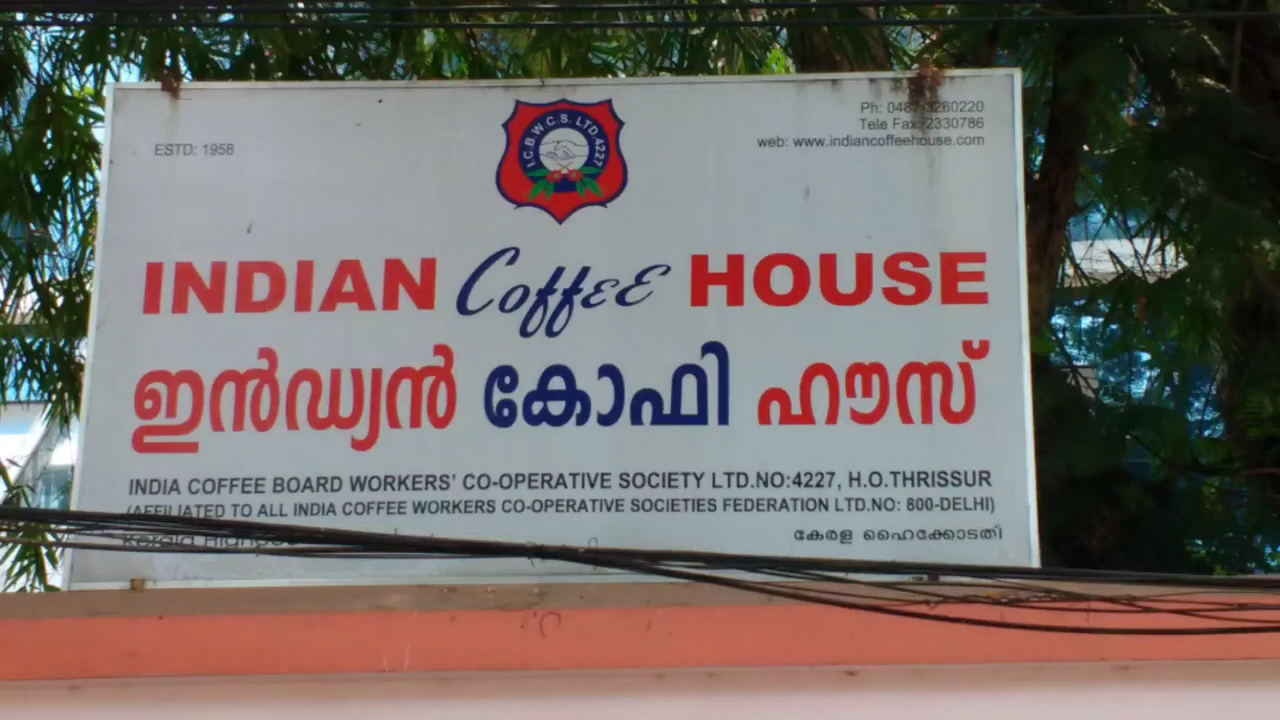 ESTD: 1958
I.C.B.W.C.S. LTD.4227
Ph: 0487-3260220
Tele Fax: 2330786
web: www.indiancoffeehouse.com
INDIAN Coffee HOUSE
ഇൻഡ്യൻ കോഫി ഹൗസ്
INDIA COFFEE BOARD WORKERS' CO-OPERATIVE SOCIETY LTD.NO:4227, H.O.THRISSUR
(AFFILIATED TO ALL INDIA COFFEE WORKERS CO-OPERATIVE SOCIETIES FEDERATION LTD.NO: 800-DELHI)
Kerala
കേരള ഹൈക്കോടതി